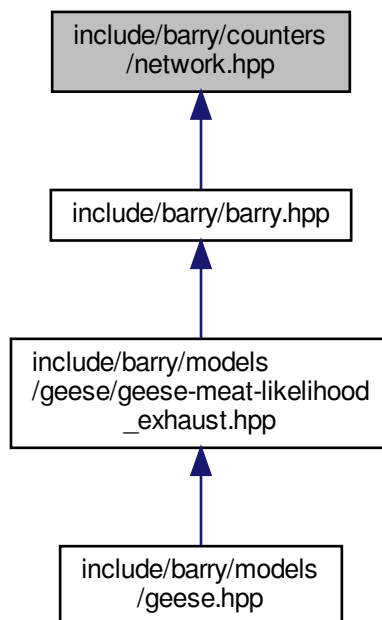 include/barry/counters
/network.hpp
include/barry/barry.hpp
include/barry/models
/geese/geese-meat-likelihood
_exhaust.hpp
include/barry/models
/geese.hpp